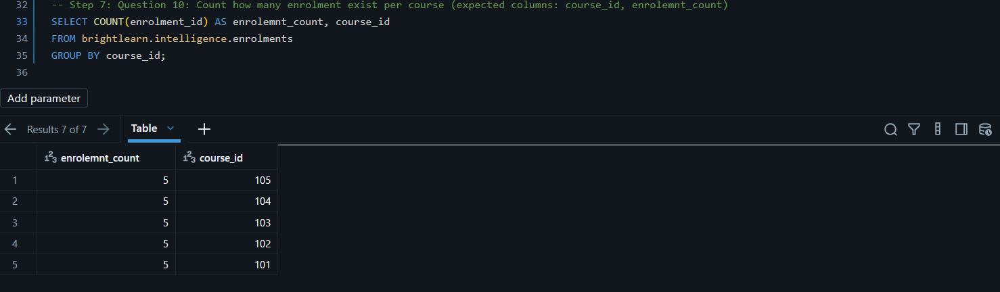 32 -- Step 7: Question 10: Count how many enrolment exist per course (expected columns: course_id, enrolemnt_count)
33 SELECT COUNT(enrolment_id) AS enrolemnt_count, course_id
34 FROM brightlearn.intelligence.enrolments
35 GROUP BY course_id;
36
Add parameter
Results 7 of 7 Table
enrolemnt_count course_id
1 5 105
2 5 104
3 5 103
4 5 102
5 5 101